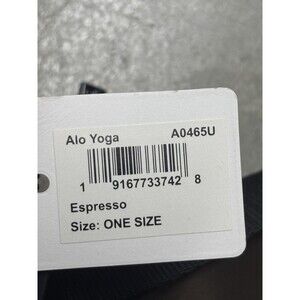 Alo Yoga A0465U
1 9167733742 8
Espresso
Size: ONE SIZE